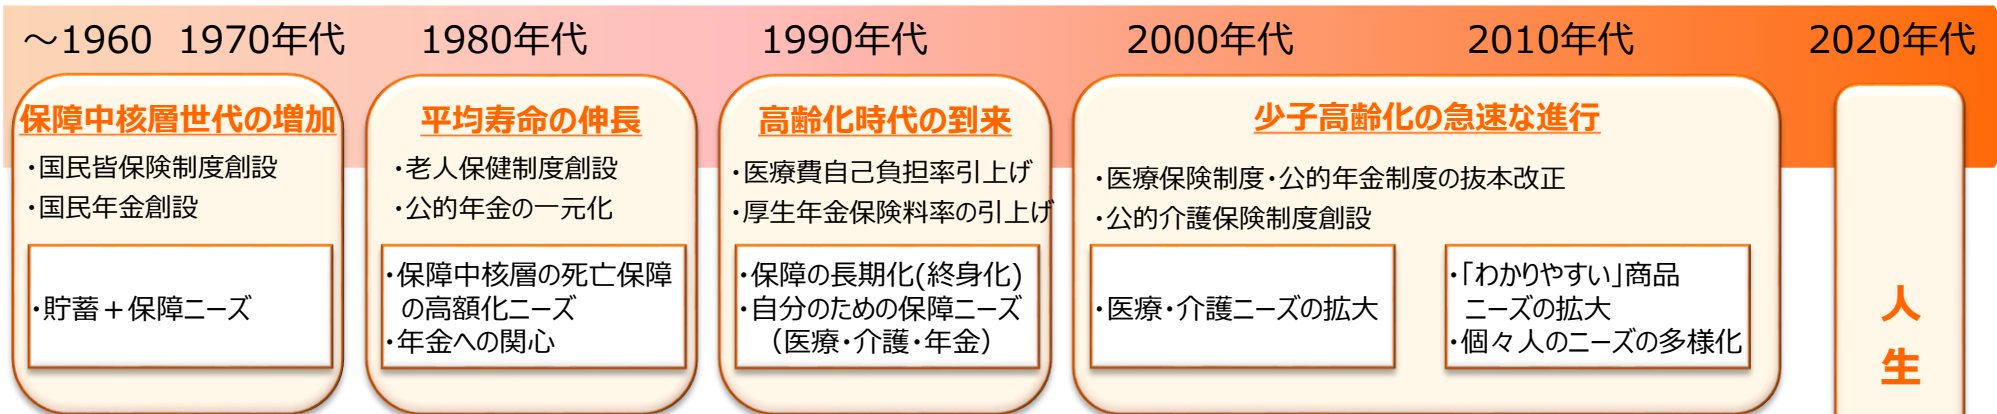 ～1960 1970年代
1980年代
1990年代
2000年代
2010年代
2020年代
保障中核層世代の増加
・国民皆保険制度創設
・国民年金創設
・貯蓄＋保障ニーズ
平均寿命の伸長
・老人保健制度創設
・公的年金の一元化
・保障中核層の死亡保障
の高額化ニーズ
・年金への関心
高齢化時代の到来
・医療費自己負担率引上げ
・厚生年金保険料率の引上げ
・保障の長期化(終身化)
・自分のための保障ニーズ
（医療・介護・年金）
少子高齢化の急速な進行
・医療保険制度・公的年金制度の抜本改正
・公的介護保険制度創設
・医療・介護ニーズの拡大
・「わかりやすい」商品
ニーズの拡大
・個々人のニーズの多様化
人
生